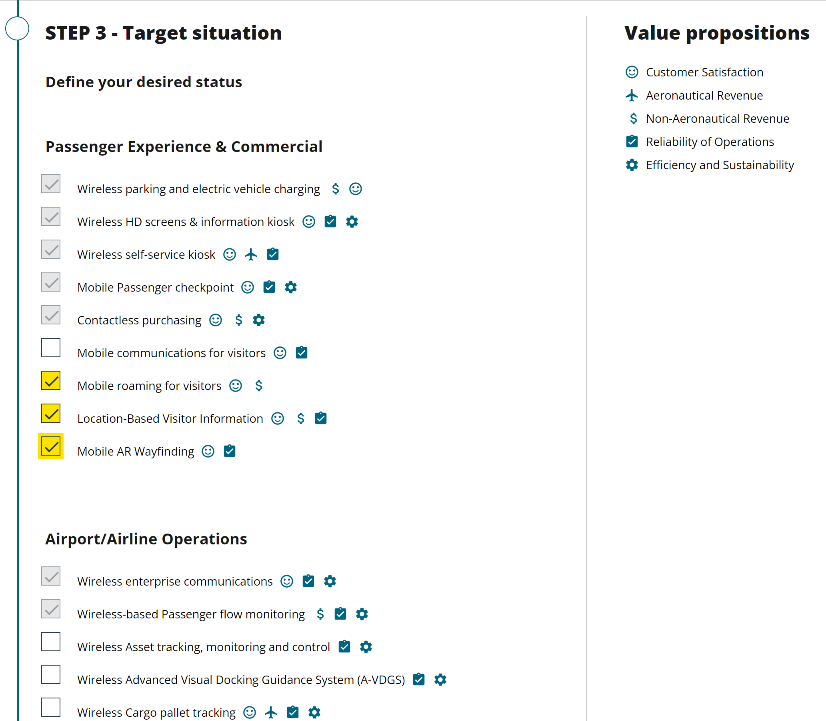 STEP 3 - Target situation
Define your desired status
Passenger Experience & Commercial
Wireless parking and electric vehicle charging $
Wireless HD screens & information kiosk
Wireless self-service kiosk
Mobile Passenger checkpoint
Contactless purchasing $
Mobile communications for visitors
Mobile roaming for visitors $
Location-Based Visitor Information $
Mobile AR Wayfinding
Airport/Airline Operations
Wireless enterprise communications
Wireless-based Passenger flow monitoring $
Wireless Asset tracking, monitoring and control
Wireless Advanced Visual Docking Guidance System (A-VDGS)
Wireless Cargo pallet tracking
Value propositions
Customer Satisfaction
Aeronautical Revenue
$ Non-Aeronautical Revenue
Reliability of Operations
Efficiency and Sustainability